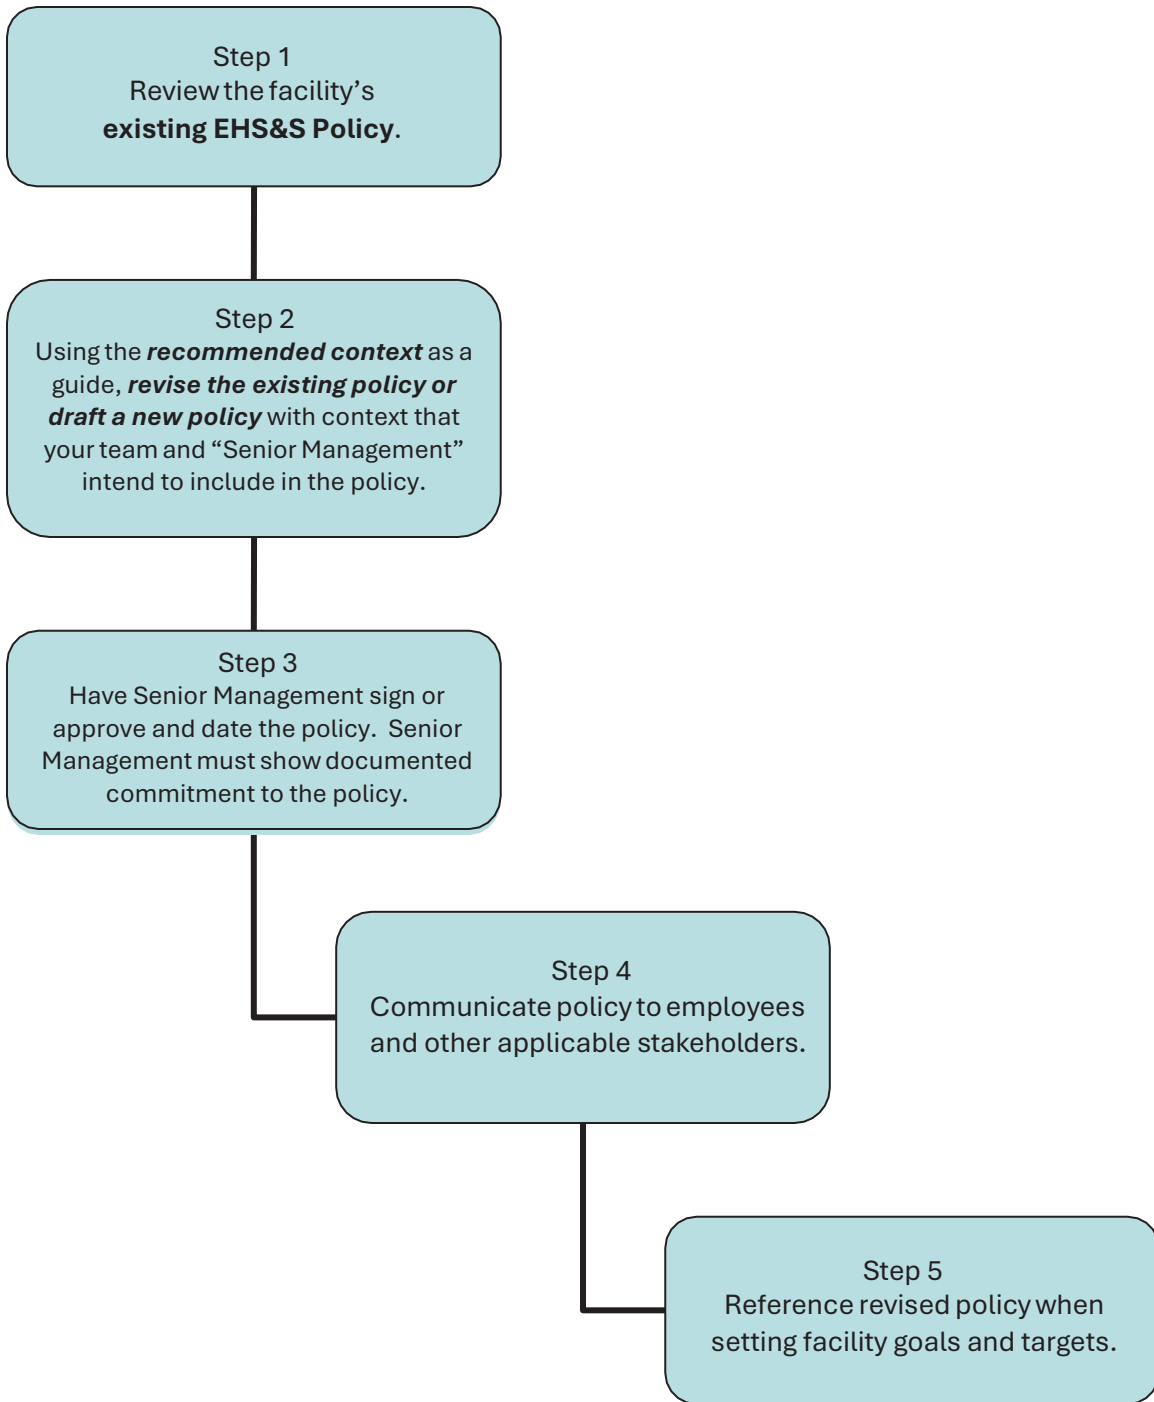 Step 1
Review the facility’s
existing EHS&S Policy.
Step 2
Using the recommended context as a
guide, revise the existing policy or
draft a new policy with context that
your team and “Senior Management”
intend to include in the policy.
Step 3
Have Senior Management sign or
approve and date the policy.  Senior
Management must show documented
commitment to the policy.
Step 4
Communicate policy to employees
and other applicable stakeholders.
Step 5
Reference revised policy when
setting facility goals and targets.